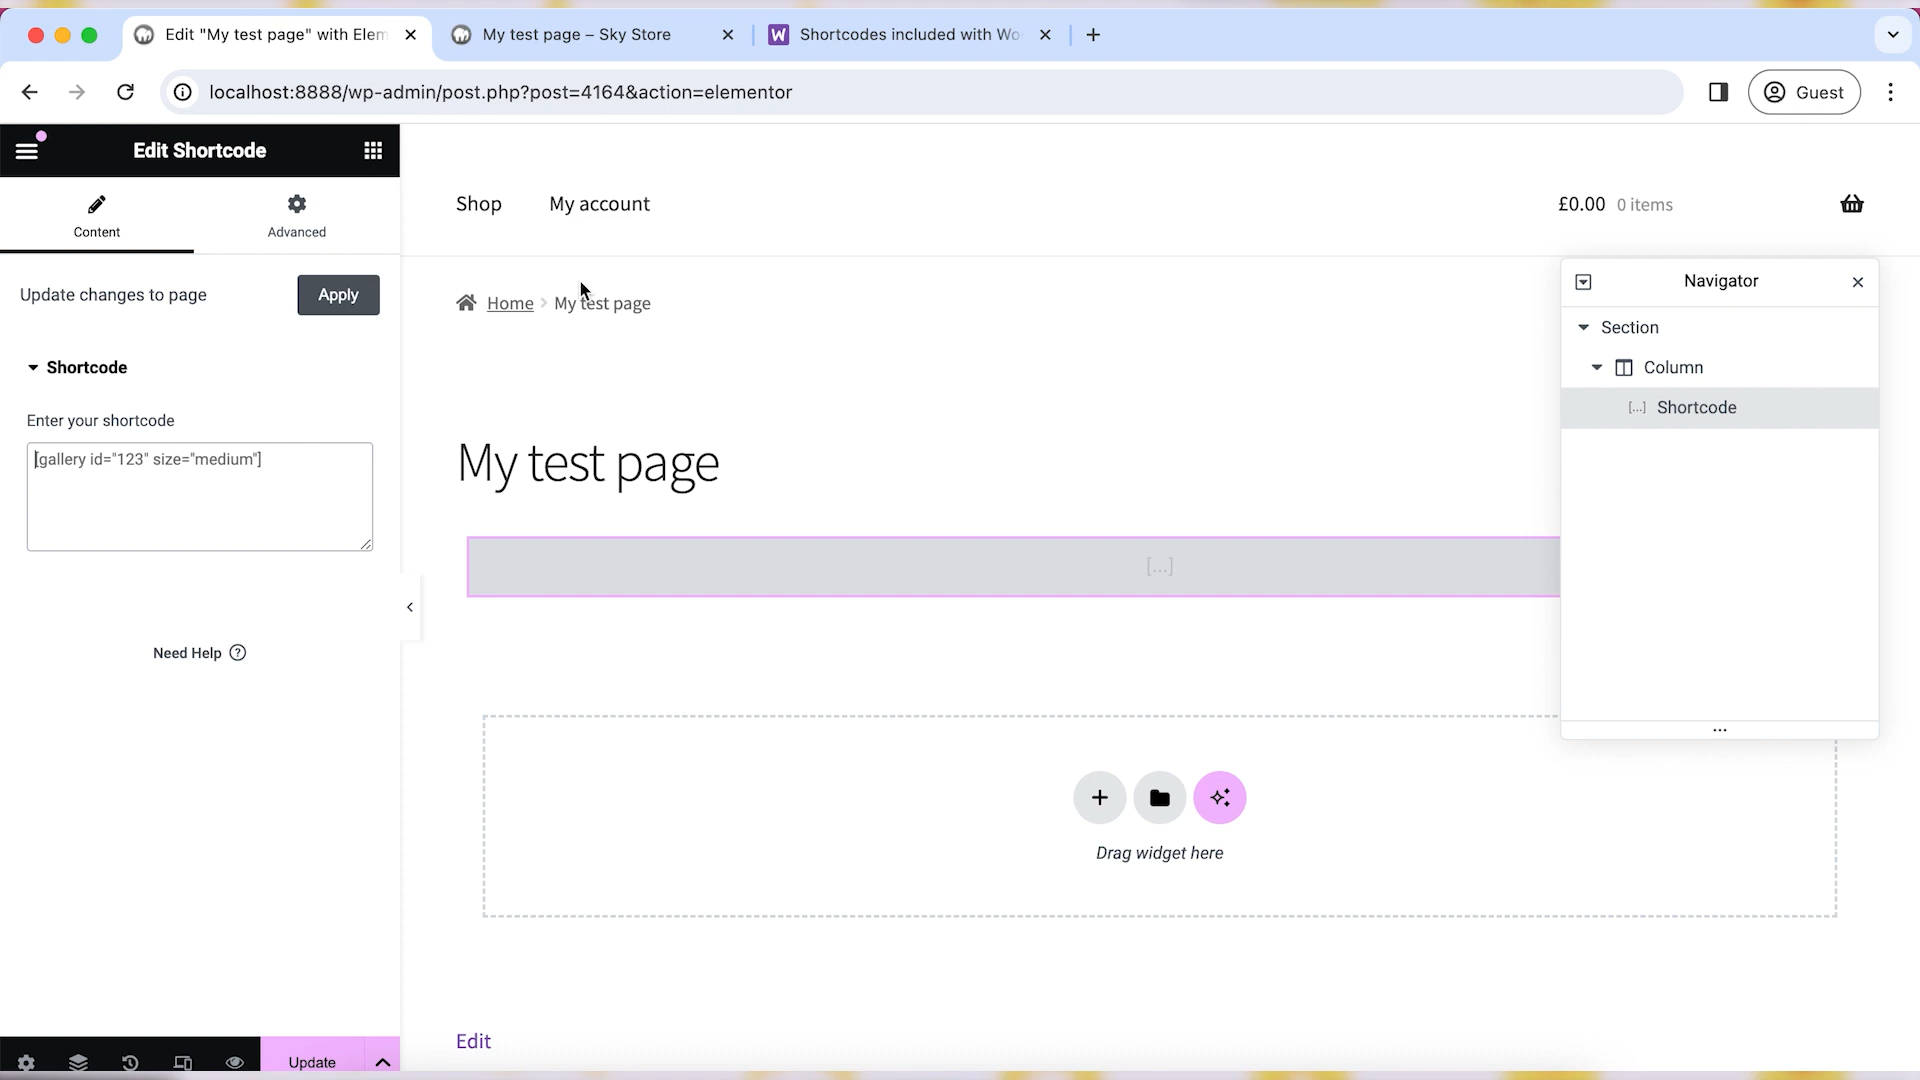 Edit "My test page" with Elem
My test page – Sky Store
W Shortcodes included with Wo
localhost:8888/wp-admin/post.php?post=4164&action=elementor
Guest
Edit Shortcode
Content
Advanced
Update changes to page
Apply
Shortcode
Enter your shortcode
[gallery id="123" size="medium"]
Need Help ?
Update
Shop
My account
£0.00 0 items
Home
My test page
My test page
[...]
Drag widget here
Edit
Navigator
Section
Column
[...] Shortcode
...